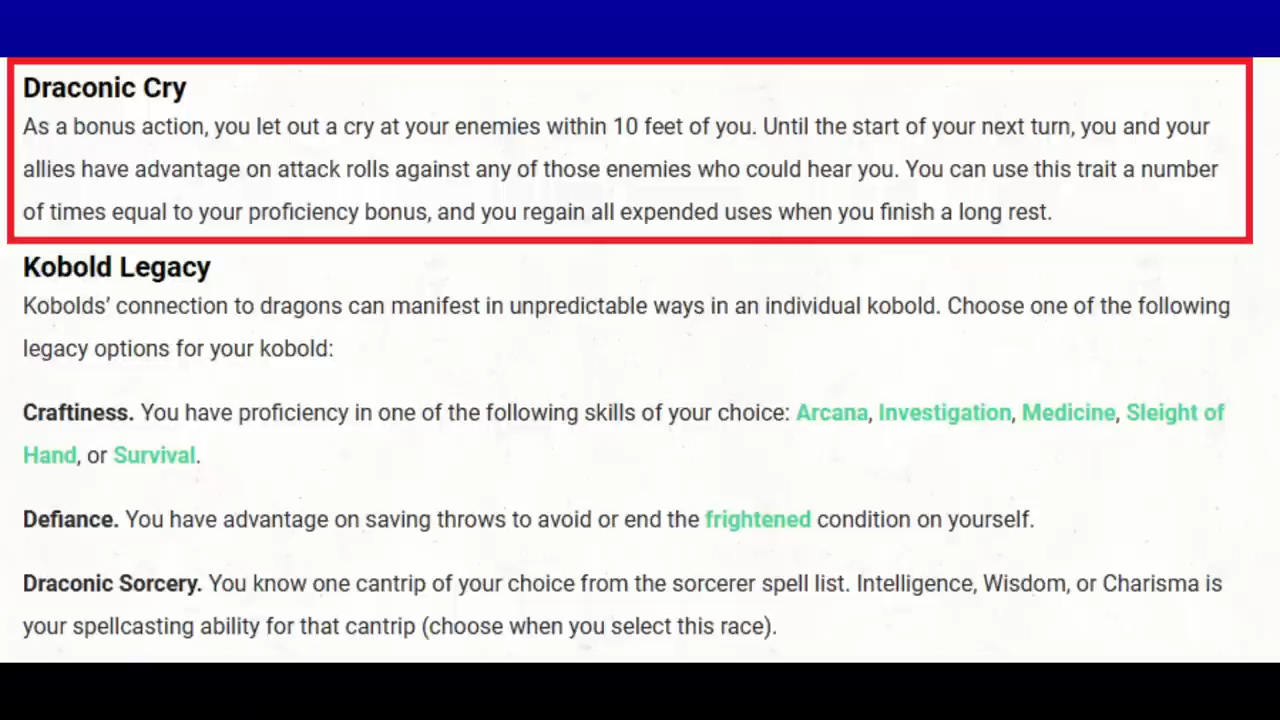 Draconic Cry
As a bonus action, you let out a cry at your enemies within 10 feet of you. Until the start of your next turn, you and your
allies have advantage on attack rolls against any of those enemies who could hear you. You can use this trait a number
of times equal to your proficiency bonus, and you regain all expended uses when you finish a long rest.
Kobold Legacy
Kobolds’ connection to dragons can manifest in unpredictable ways in an individual kobold. Choose one of the following
legacy options for your kobold:
Craftiness. You have proficiency in one of the following skills of your choice: Arcana, Investigation, Medicine, Sleight of
Hand, or Survival.
Defiance. You have advantage on saving throws to avoid or end the frightened condition on yourself.
Draconic Sorcery. You know one cantrip of your choice from the sorcerer spell list. Intelligence, Wisdom, or Charisma is
your spellcasting ability for that cantrip (choose when you select this race).